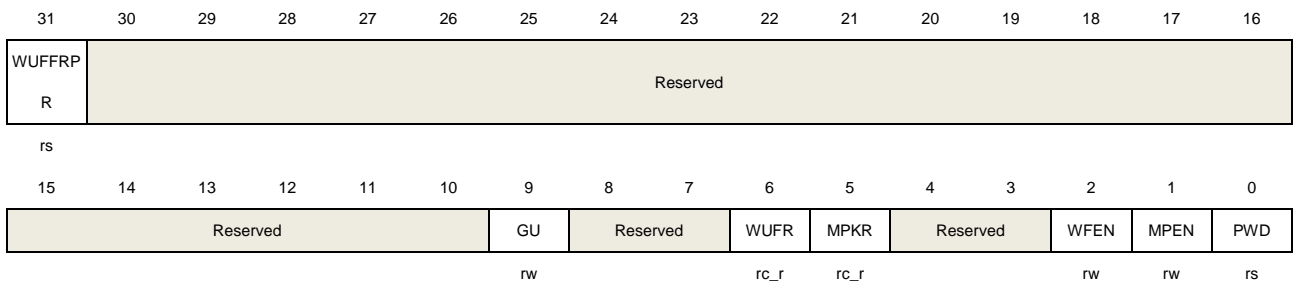 31 30 29 28 27 26 25 24 23 22 21 20 19 18 17 16
WUFFRP
R
Reserved
rs
15 14 13 12 11 10 9 8 7 6 5 4 3 2 1 0
Reserved GU Reserved WUFR MPKR Reserved WFEN MPEN PWD
rw rc_r rc_r rw rw rs